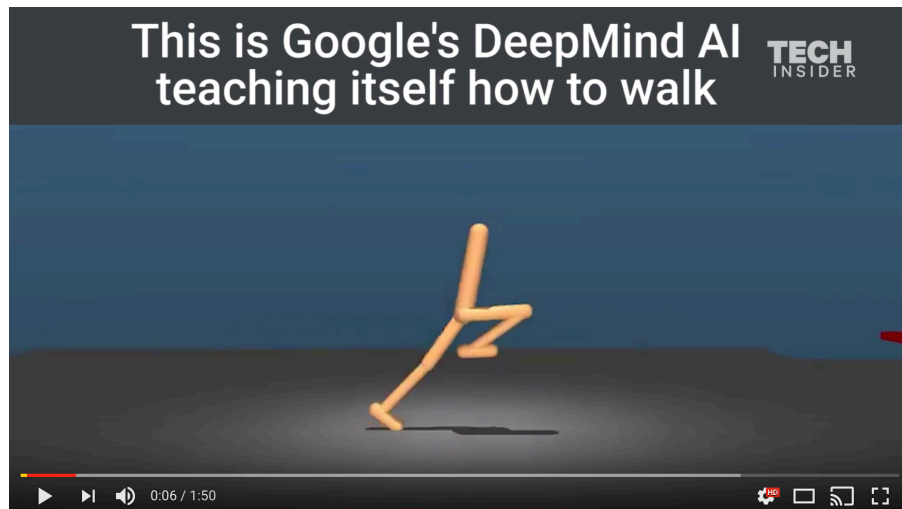 This is Google's DeepMind AI
teaching itself how to walk
TECH
INSIDER
0:06 / 1:50
HD